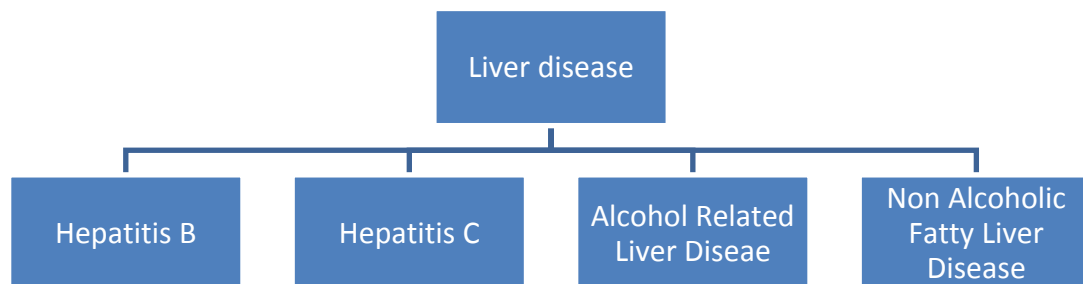 Liver disease
Hepatitis B
Hepatitis C
Alcohol Related
Liver Diseae
Non Alcoholic
Fatty Liver
Disease